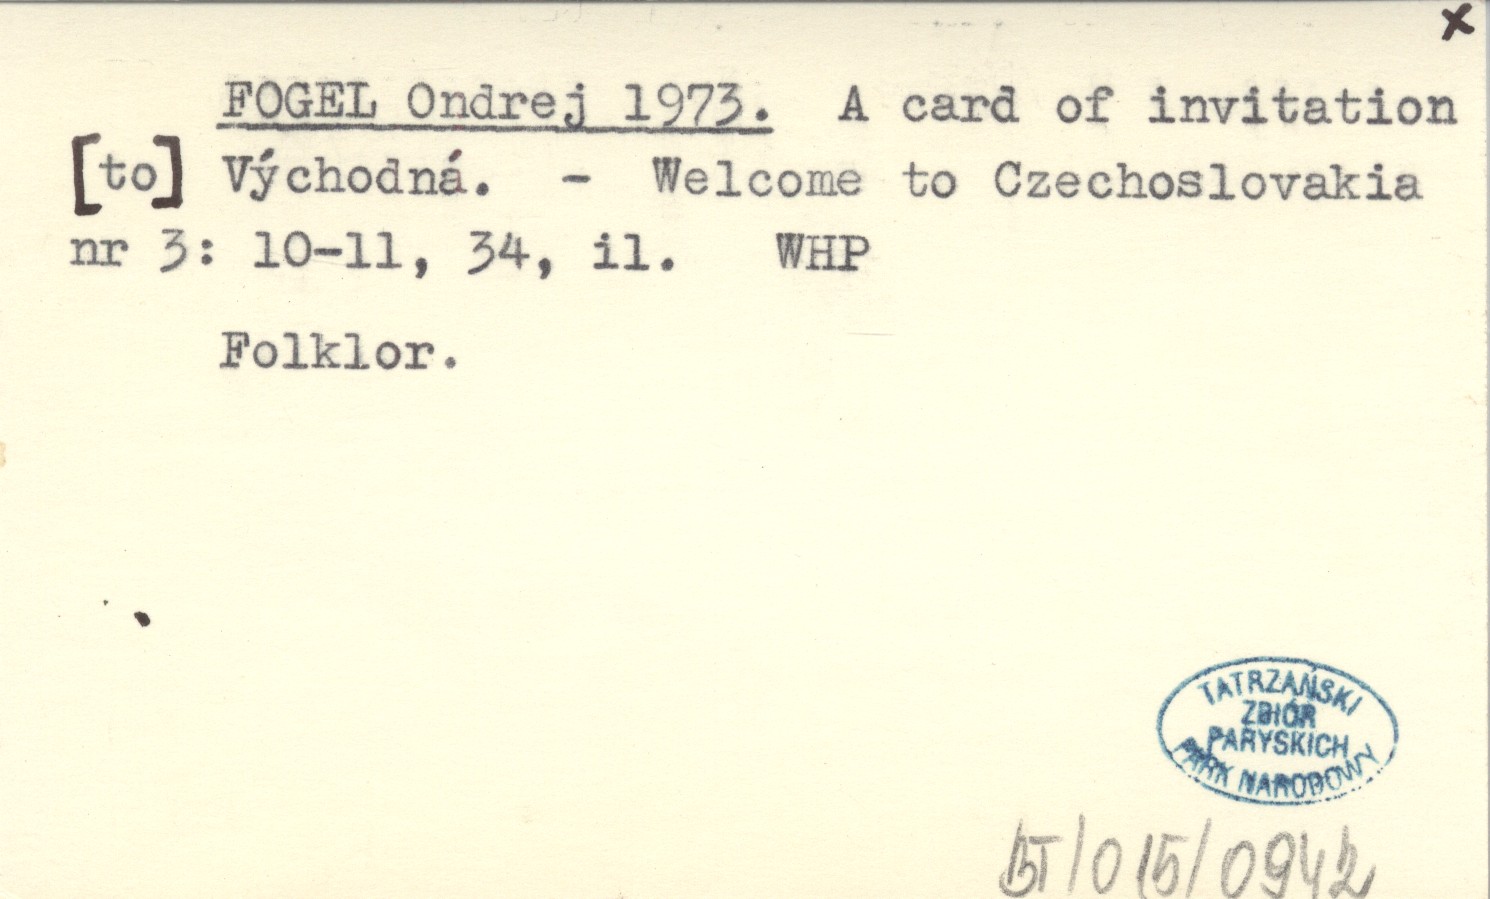 x
FOGEL Ondrej 1973. A card of invitation
[to] Východná. - Welcome to Czechoslovakia
nr 3: 10-11, 34, il. WHP
Folklor.
TATRZAŃSKI
ZBIÓR
PARYSKICH
PARK NARODOWY
BT/015/0942